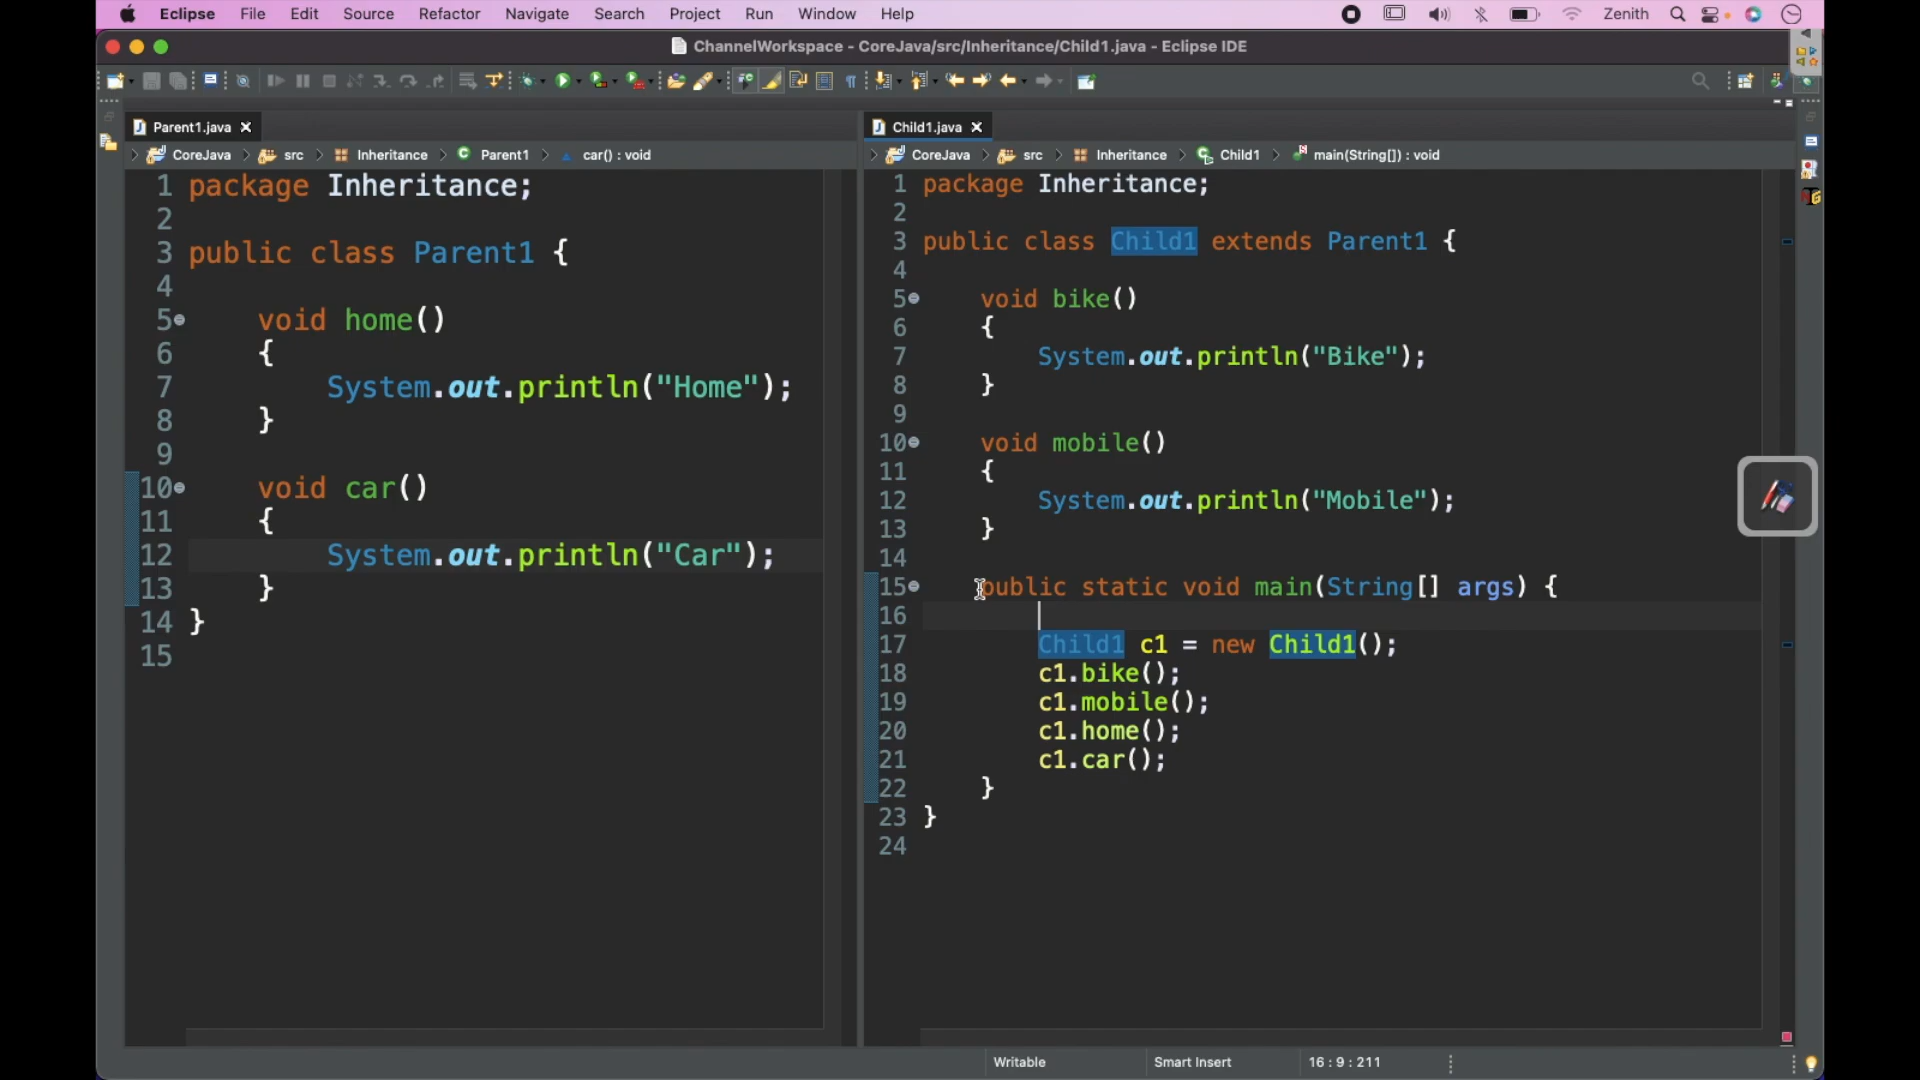 Eclipse File Edit Source Refactor Navigate Search Project Run Window Help Zenith
ChannelWorkspace - CoreJava/src/Inheritance/Child1.java - Eclipse IDE
Parent1.java
CoreJava src Inheritance Parent1 car() : void
1 package Inheritance;
2
3 public class Parent1 {
4
5 void home()
6 {
7 System.out.println("Home");
8 }
9
10 void car()
11 {
12 System.out.println("Car");
13 }
14 }
15
Child1.java
CoreJava src Inheritance Child1 main(String[]) : void
1 package Inheritance;
2
3 public class Child1 extends Parent1 {
4
5 void bike()
6 {
7 System.out.println("Bike");
8 }
9
10 void mobile()
11 {
12 System.out.println("Mobile");
13 }
14
15 public static void main(String[] args) {
16
17 Child1 c1 = new Child1();
18 c1.bike();
19 c1.mobile();
20 c1.home();
21 c1.car();
22 }
23 }
24
Writable Smart Insert 16 : 9 : 211